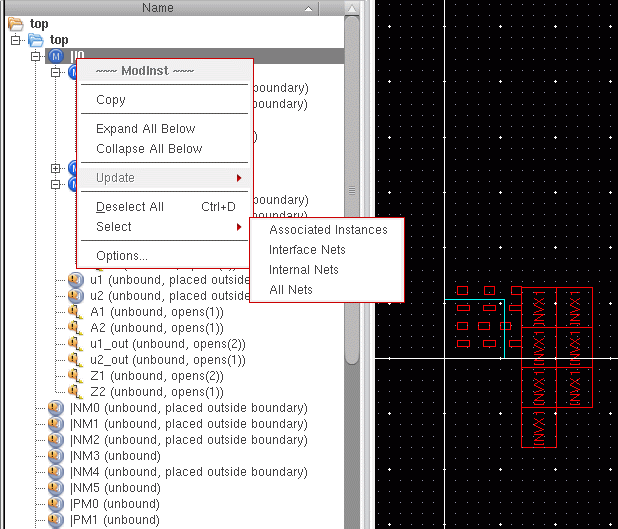 Name
top
top
||0
~~~ ModInst ~~~
Copy
oundary)
boundary)
Expand All Below
)
Collapse All Below
Update
Deselect All Ctrl+D
boundary)
boundary)
Select
Associated Instances
Interface Nets
Options...
Internal Nets
All Nets
u1 (unbound, placed outside
u2 (unbound, placed outside
A1 (unbound, opens(1))
A2 (unbound, opens(1))
u1_out (unbound, opens(2))
u2_out (unbound, opens(1))
Z1 (unbound, opens(2))
Z2 (unbound, opens(1))
|NM0 (unbound, placed outside boundary)
|NM1 (unbound, placed outside boundary)
|NM2 (unbound, placed outside boundary)
|NM3 (unbound)
|NM4 (unbound, placed outside boundary)
|NM5 (unbound)
|PM0 (unbound)
|PM1 (unbound)
INVX1
INVX1
INVX1
INVX1
INVX1
INVX1
INVX1